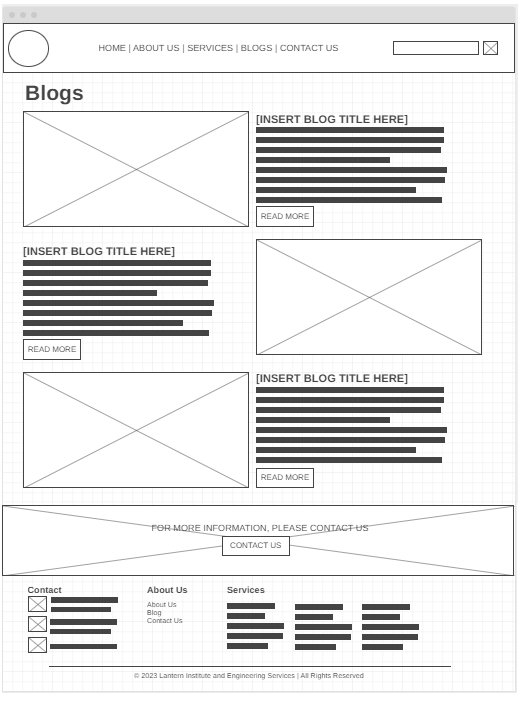 HOME | ABOUT US | SERVICES | BLOGS | CONTACT US
Blogs
[INSERT BLOG TITLE HERE]
READ MORE
[INSERT BLOG TITLE HERE]
READ MORE
[INSERT BLOG TITLE HERE]
READ MORE
FOR MORE INFORMATION, PLEASE CONTACT US
CONTACT US
Contact
About Us
About Us
Blog
Contact Us
Services
© 2023 Lantern Institute and Engineering Services | All Rights Reserved